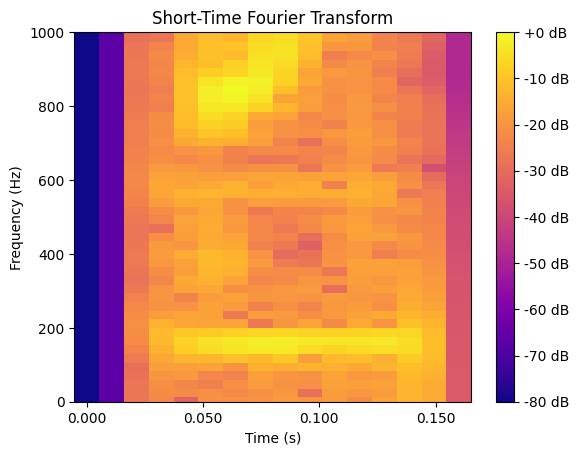 Short-Time Fourier Transform
Frequency (Hz)
1000
800
600
400
200
0
0.000
0.050
0.100
0.150
Time (s)
+0 dB
-10 dB
-20 dB
-30 dB
-40 dB
-50 dB
-60 dB
-70 dB
-80 dB